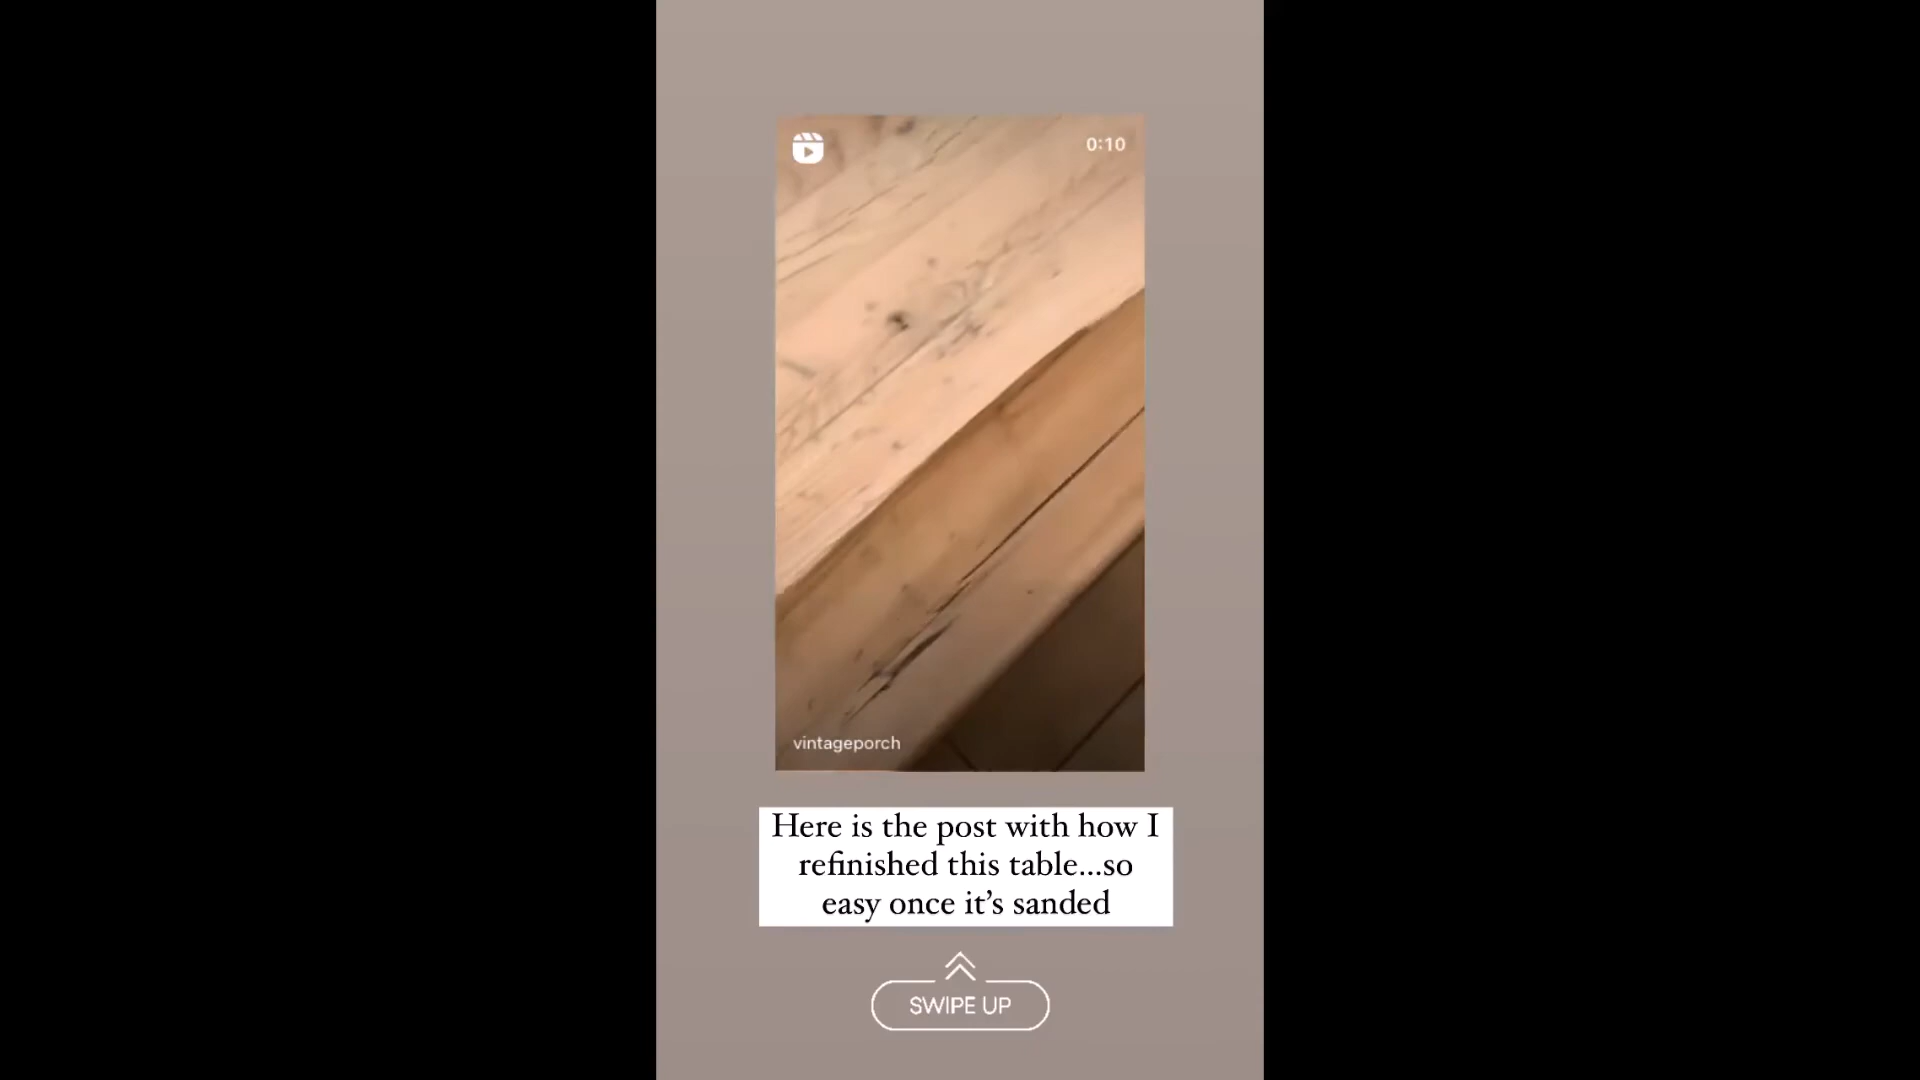 0:10
vintageporch
Here is the post with how I
refinished this table...so
easy once it's sanded
SWIPE UP